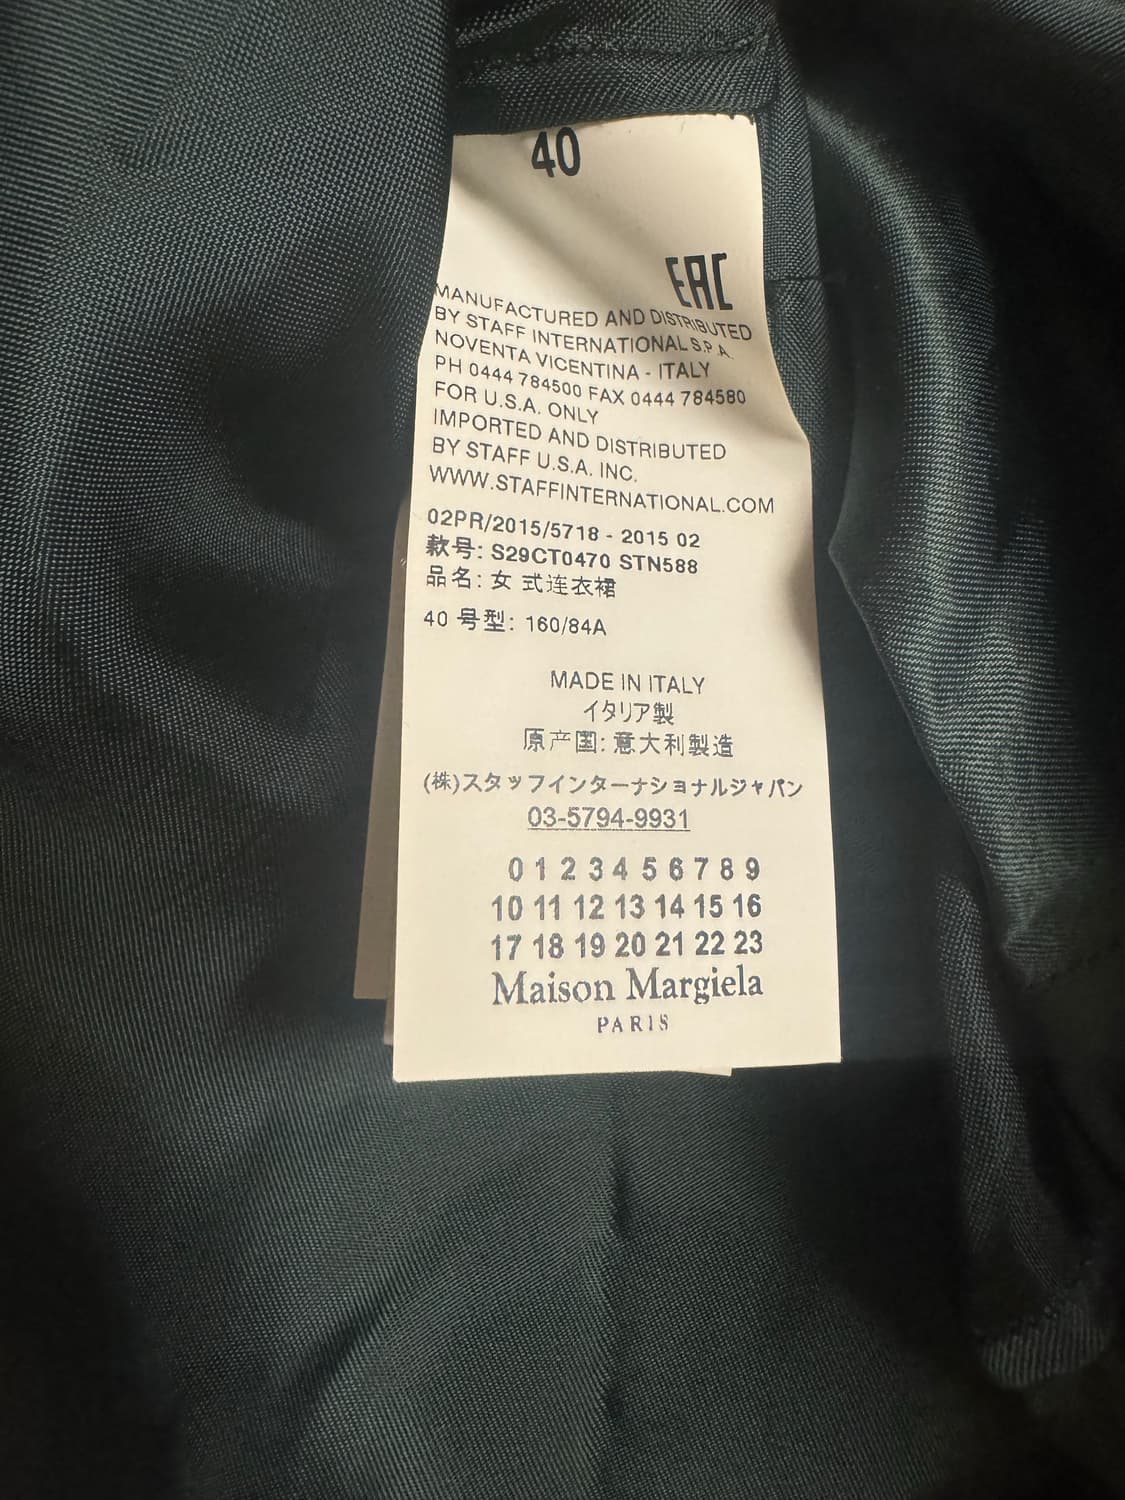 40
EAC
MANUFACTURED AND DISTRIBUTED
BY STAFF INTERNATIONAL S.P.A.
NOVENTA VICENTINA - ITALY
PH 0444 784500 FAX 0444 784580
FOR U.S.A. ONLY
IMPORTED AND DISTRIBUTED
BY STAFF U.S.A. INC.
WWW.STAFFINTERNATIONAL.COM
02PR/2015/5718 - 2015 02
款号: S29CT0470 STN588
品名: 女 式连衣裙
40 号型: 160/84A
MADE IN ITALY
イタリア製
原产国: 意大利製造
(株)スタッフインターナショナルジャパン
03-5794-9931
0 1 2 3 4 5 6 7 8 9
10 11 12 13 14 15 16
17 18 19 20 21 22 23
Maison Margiela
PARIS